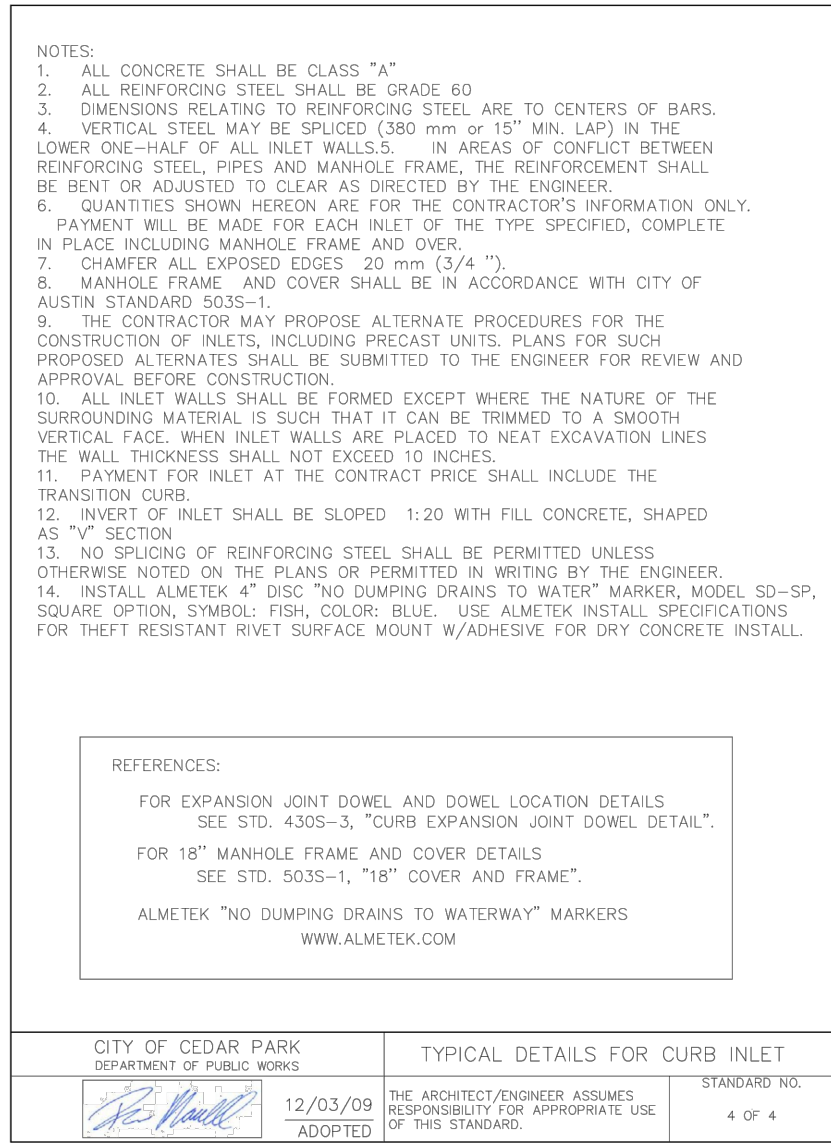 NOTES:
1. ALL CONCRETE SHALL BE CLASS "A"
2. ALL REINFORCING STEEL SHALL BE GRADE 60
3. DIMENSIONS RELATING TO REINFORCING STEEL ARE TO CENTERS OF BARS.
4. VERTICAL STEEL MAY BE SPLICED (380 mm or 15'' MIN. LAP) IN THE
LOWER ONE-HALF OF ALL INLET WALLS.5. IN AREAS OF CONFLICT BETWEEN
REINFORCING STEEL, PIPES AND MANHOLE FRAME, THE REINFORCEMENT SHALL
BE BENT OR ADJUSTED TO CLEAR AS DIRECTED BY THE ENGINEER.
6. QUANTITIES SHOWN HEREON ARE FOR THE CONTRACTOR'S INFORMATION ONLY.
PAYMENT WILL BE MADE FOR EACH INLET OF THE TYPE SPECIFIED, COMPLETE
IN PLACE INCLUDING MANHOLE FRAME AND OVER.
7. CHAMFER ALL EXPOSED EDGES 20 mm (3/4 '').
8. MANHOLE FRAME AND COVER SHALL BE IN ACCORDANCE WITH CITY OF
AUSTIN STANDARD 503S-1.
9. THE CONTRACTOR MAY PROPOSE ALTERNATE PROCEDURES FOR THE
CONSTRUCTION OF INLETS, INCLUDING PRECAST UNITS. PLANS FOR SUCH
PROPOSED ALTERNATES SHALL BE SUBMITTED TO THE ENGINEER FOR REVIEW AND
APPROVAL BEFORE CONSTRUCTION.
10. ALL INLET WALLS SHALL BE FORMED EXCEPT WHERE THE NATURE OF THE
SURROUNDING MATERIAL IS SUCH THAT IT CAN BE TRIMMED TO A SMOOTH
VERTICAL FACE. WHEN INLET WALLS ARE PLACED TO NEAT EXCAVATION LINES
THE WALL THICKNESS SHALL NOT EXCEED 10 INCHES.
11. PAYMENT FOR INLET AT THE CONTRACT PRICE SHALL INCLUDE THE
TRANSITION CURB.
12. INVERT OF INLET SHALL BE SLOPED 1:20 WITH FILL CONCRETE, SHAPED
AS "V" SECTION
13. NO SPLICING OF REINFORCING STEEL SHALL BE PERMITTED UNLESS
OTHERWISE NOTED ON THE PLANS OR PERMITTED IN WRITING BY THE ENGINEER.
14. INSTALL ALMETEK 4" DISC "NO DUMPING DRAINS TO WATER" MARKER, MODEL SD-SP,
SQUARE OPTION, SYMBOL: FISH, COLOR: BLUE. USE ALMETEK INSTALL SPECIFICATIONS
FOR THEFT RESISTANT RIVET SURFACE MOUNT W/ADHESIVE FOR DRY CONCRETE INSTALL.
REFERENCES:
FOR EXPANSION JOINT DOWEL AND DOWEL LOCATION DETAILS
SEE STD. 430S-3, "CURB EXPANSION JOINT DOWEL DETAIL".
FOR 18'' MANHOLE FRAME AND COVER DETAILS
SEE STD. 503S-1, "18'' COVER AND FRAME".
ALMETEK "NO DUMPING DRAINS TO WATERWAY" MARKERS
WWW.ALMETEK.COM
CITY OF CEDAR PARK
DEPARTMENT OF PUBLIC WORKS
TYPICAL DETAILS FOR CURB INLET
12/03/09
ADOPTED
THE ARCHITECT/ENGINEER ASSUMES
RESPONSIBILITY FOR APPROPRIATE USE
OF THIS STANDARD.
STANDARD NO.
4 OF 4